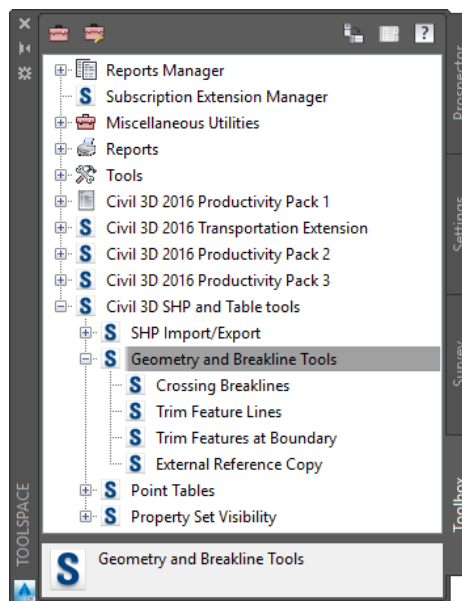 Reports Manager
S Subscription Extension Manager
Miscellaneous Utilities
Reports
Tools
Civil 3D 2016 Productivity Pack 1
S Civil 3D 2016 Transportation Extension
S Civil 3D 2016 Productivity Pack 2
S Civil 3D 2016 Productivity Pack 3
S Civil 3D SHP and Table tools
S SHP Import/Export
S Geometry and Breakline Tools
S Crossing Breaklines
S Trim Feature Lines
S Trim Features at Boundary
S External Reference Copy
S Point Tables
S Property Set Visibility
S Geometry and Breakline Tools
TOOLSPACE
Prospector
Settings
Survey
Toolbox
?